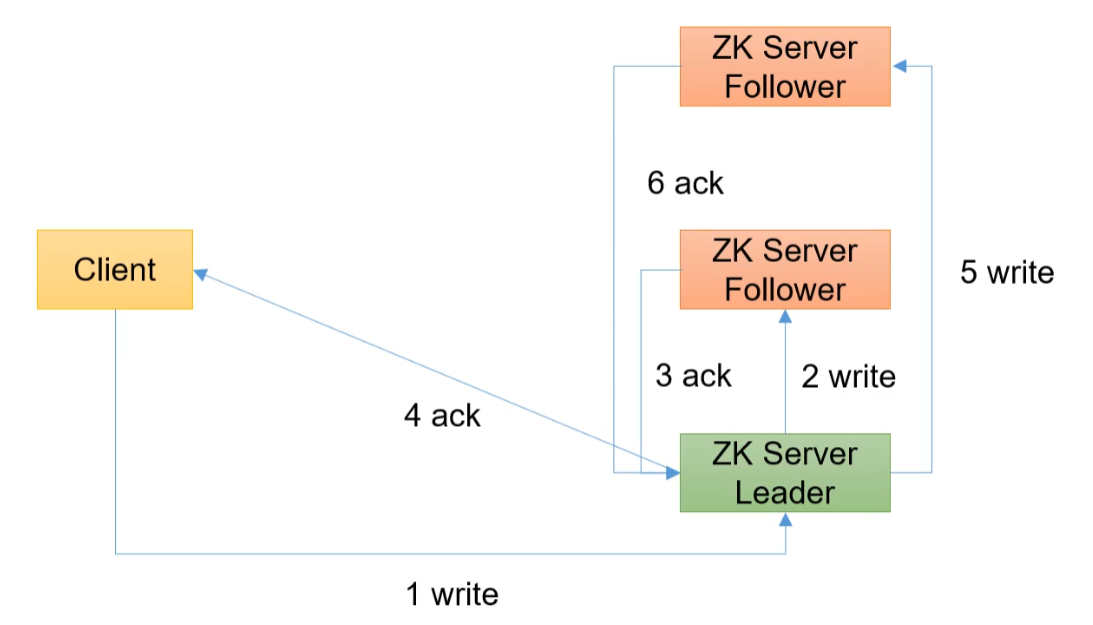 ZK Server
Follower
6 ack
Client
ZK Server
Follower
5 write
3 ack
2 write
4 ack
ZK Server
Leader
1 write